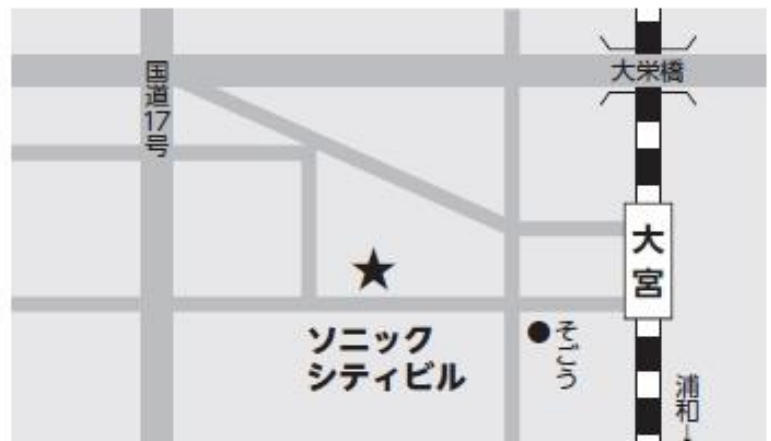 国道17号
大栄橋
大宮
ソニック
シティビル
そごう
浦和→